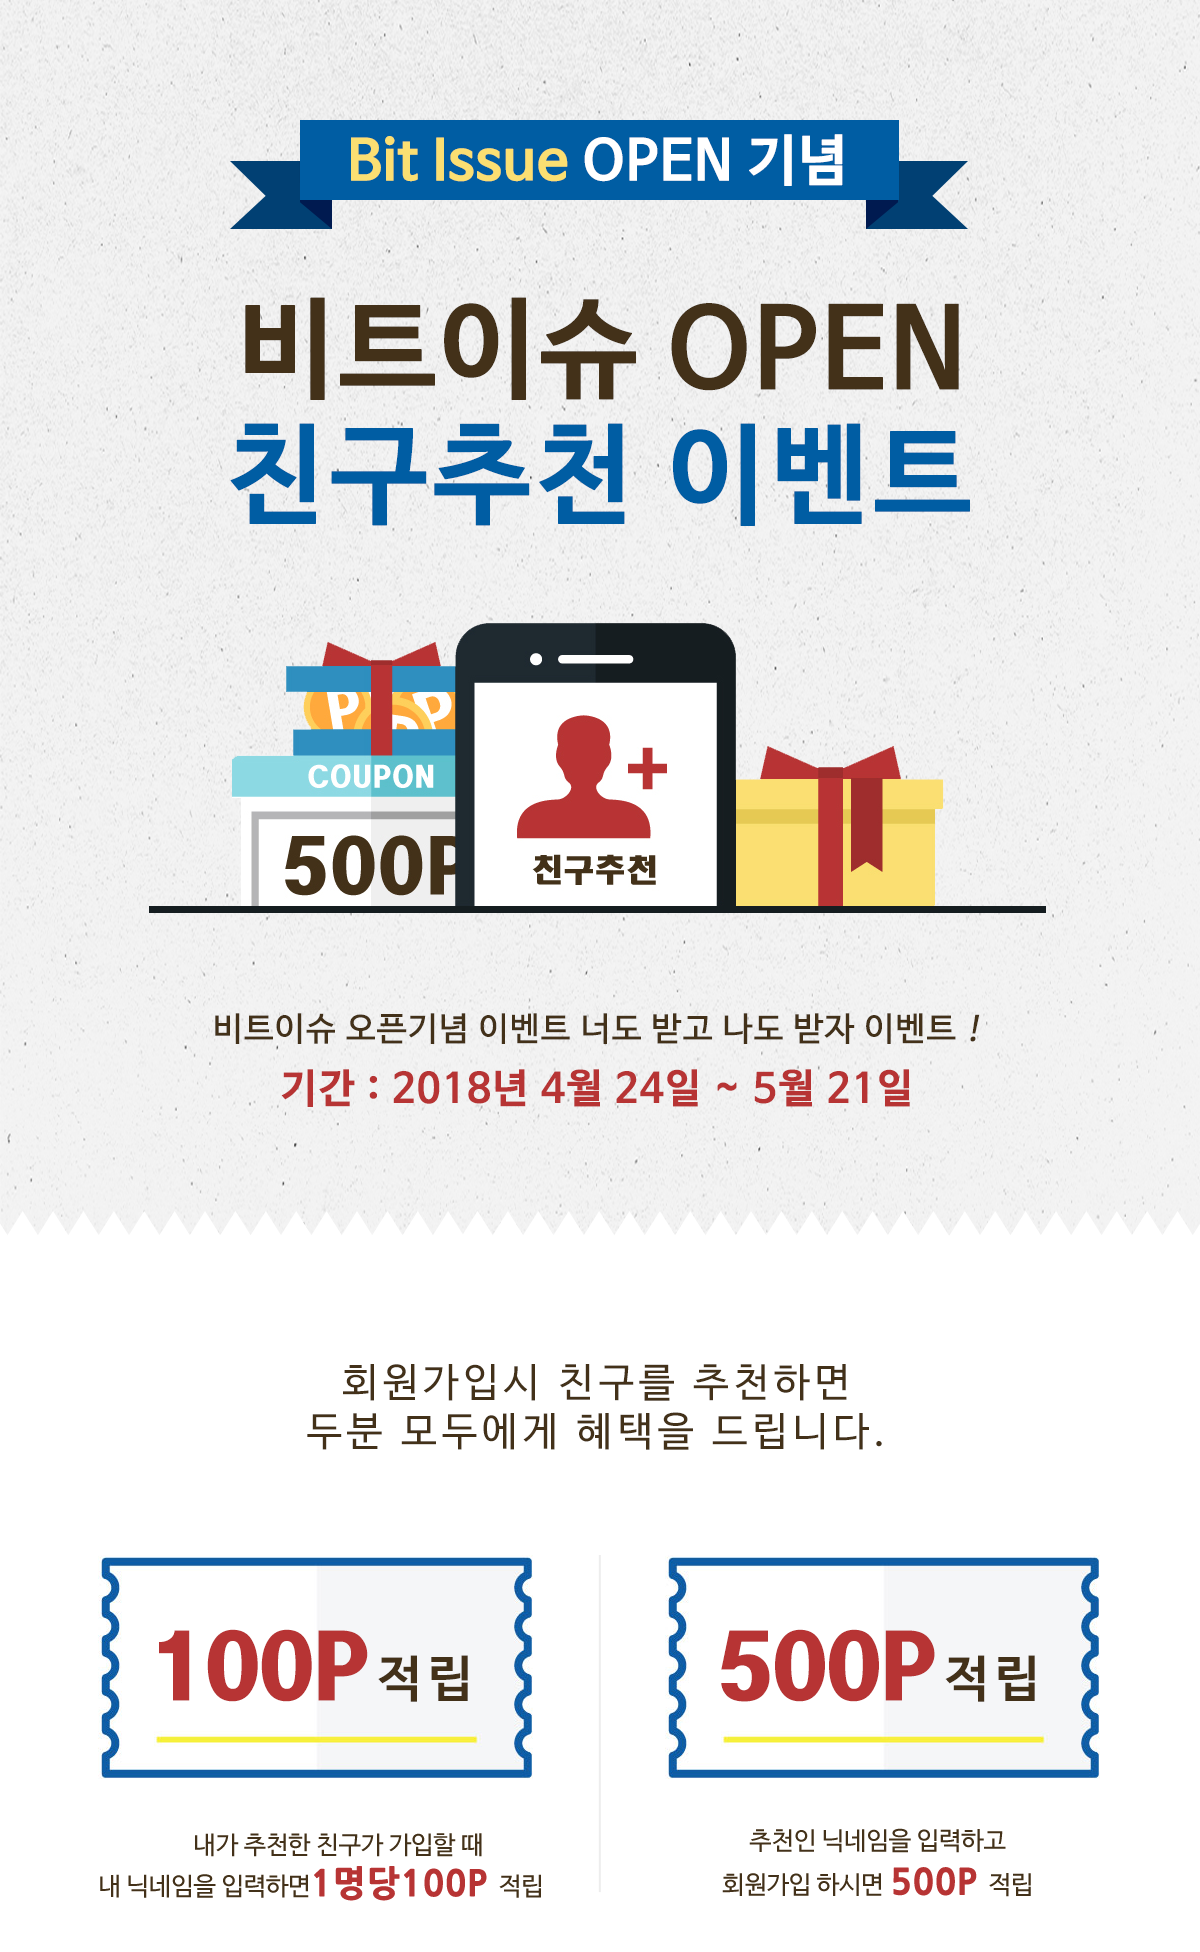 Bit Issue OPEN 기념
비트이슈 OPEN
친구추천 이벤트
P P P
COUPON
500P
친구추천
비트이슈 오픈기념 이벤트 너도 받고 나도 받자 이벤트 !
기간 : 2018년 4월 24일 ~ 5월 21일
회원가입시 친구를 추천하면
두분 모두에게 혜택을 드립니다.
100P 적립
내가 추천한 친구가 가입할 때
내 닉네임을 입력하면 1명당100P 적립
500P 적립
추천인 닉네임을 입력하고
회원가입 하시면 500P 적립